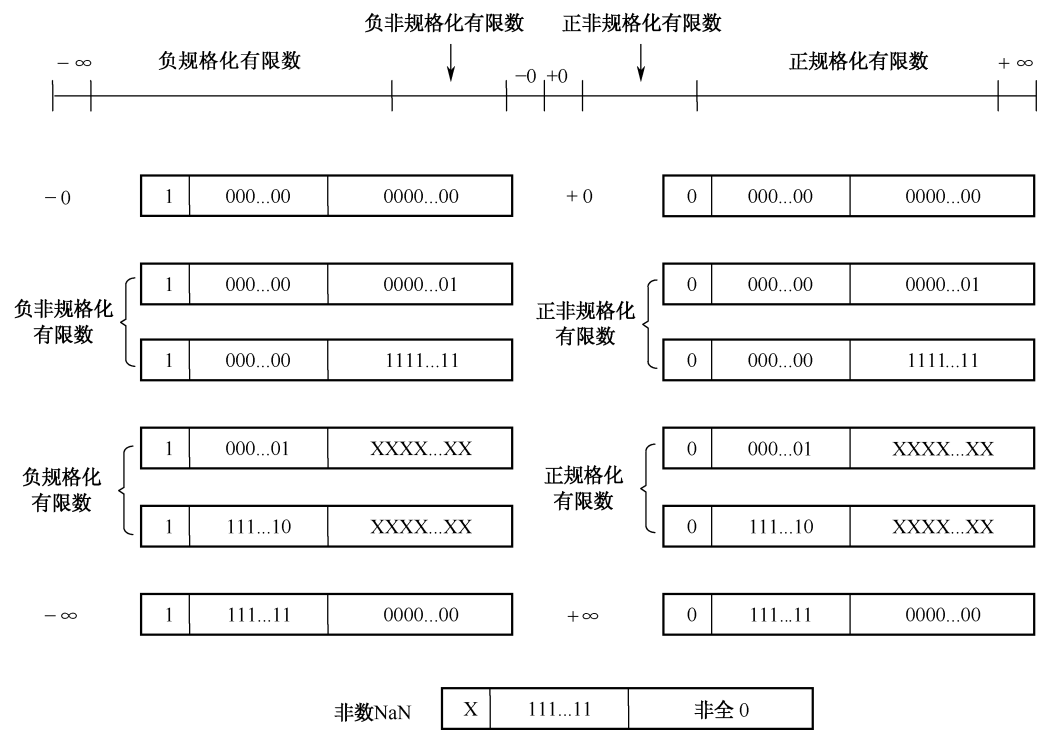 负非规格化有限数 正非规格化有限数
− ∞ 负规格化有限数 −0 +0 正规格化有限数 + ∞
− 0 1 000...00 0000...00 + 0 0 000...00 0000...00
1 000...00 0000...01 0 000...00 0000...01
负非规格化 正非规格化
有限数 有限数
1 000...00 1111...11 0 000...00 1111...11
1 000...01 XXXX...XX 0 000...01 XXXX...XX
负规格化 正规格化
有限数 有限数
1 111...10 XXXX...XX 0 111...10 XXXX...XX
− ∞ 1 111...11 0000...00 + ∞ 0 111...11 0000...00
非数NaN X 111...11 非全 0